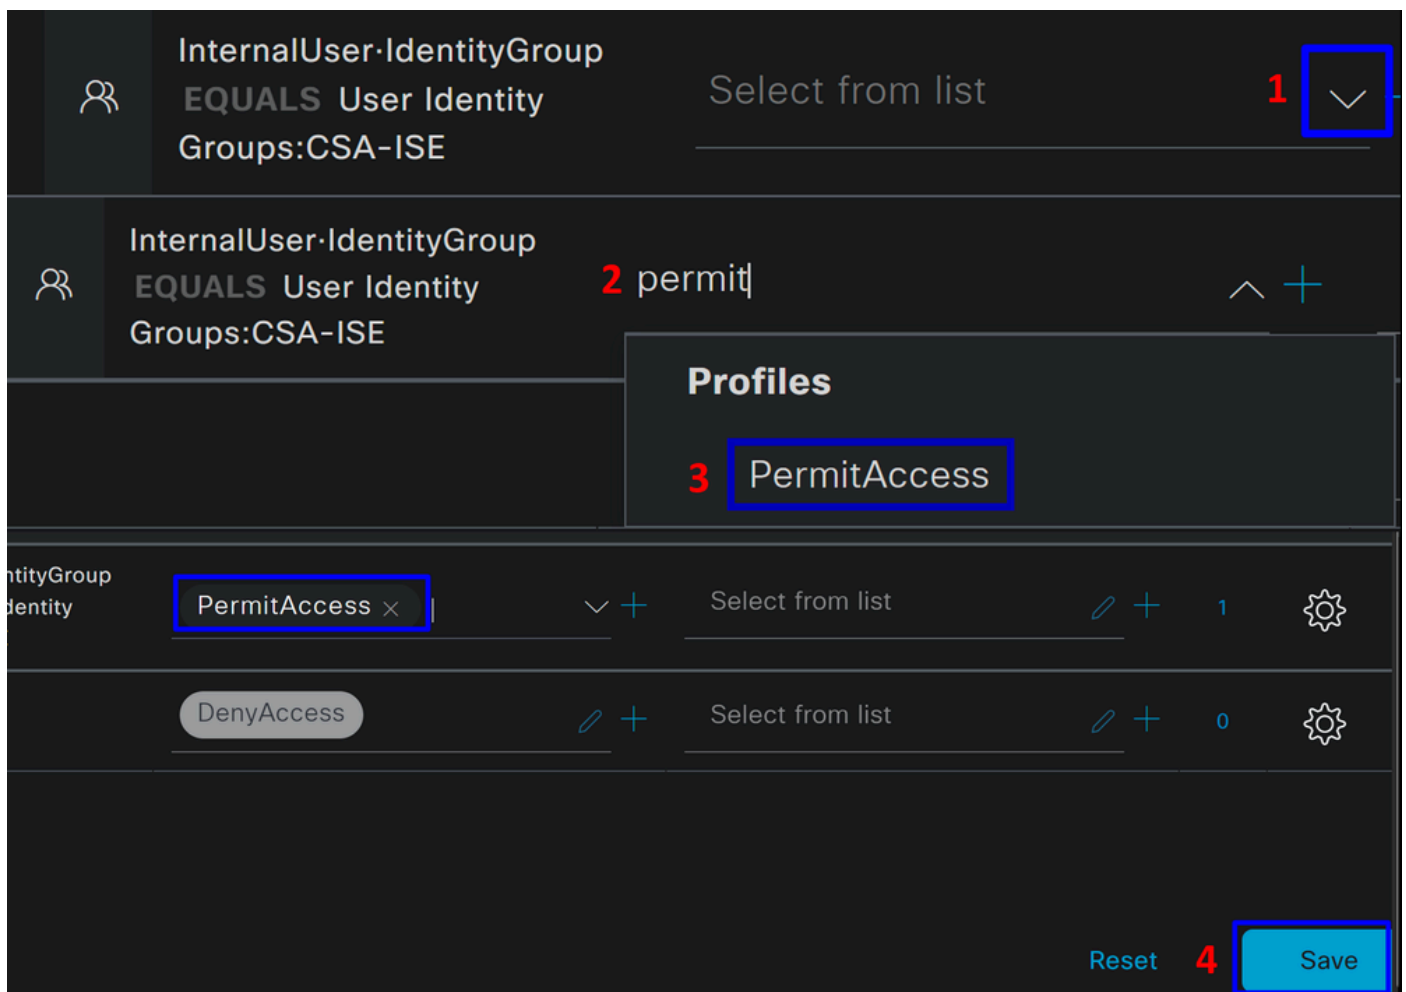 InternalUser·IdentityGroup
EQUALS User Identity
Groups:CSA-ISE
Select from list
1
InternalUser·IdentityGroup
EQUALS User Identity
Groups:CSA-ISE
2 permit
Profiles
3 PermitAccess
ntityGroup
dentity
PermitAccess ×
Select from list
1
DenyAccess
Select from list
0
Reset
4
Save